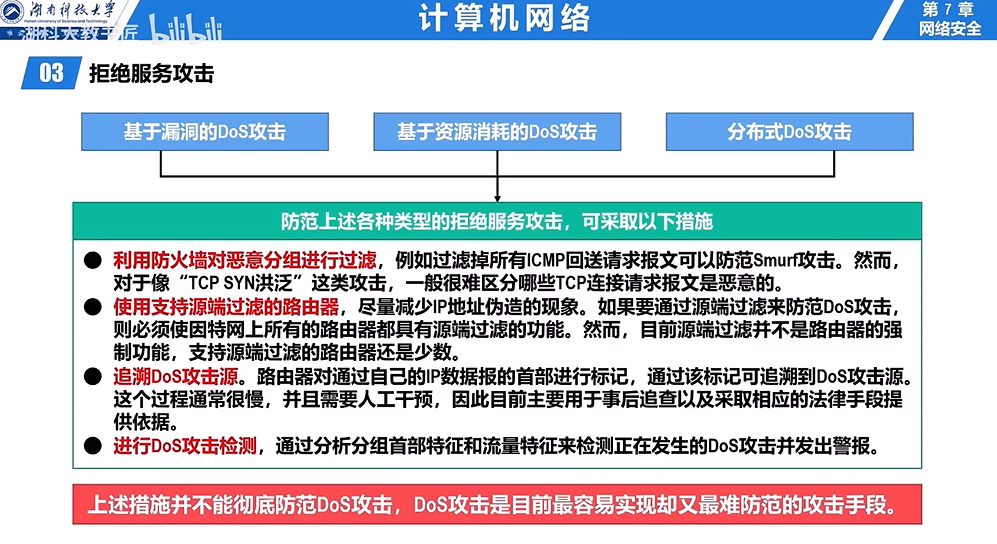 湖南科技大学
Hunan University of Science and Technology
湖科大教书匠 bilibili
计算机网络
第 7 章
网络安全
03 拒绝服务攻击
基于漏洞的DoS攻击
基于资源消耗的DoS攻击
分布式DoS攻击
防范上述各种类型的拒绝服务攻击，可采取以下措施
● 利用防火墙对恶意分组进行过滤，例如过滤掉所有ICMP回送请求报文可以防范Smurf攻击。然而，
对于像“TCP SYN洪泛”这类攻击，一般很难区分哪些TCP连接请求报文是恶意的。
● 使用支持源端过滤的路由器，尽量减少IP地址伪造的现象。如果要通过源端过滤来防范DoS攻击，
则必须使因特网上所有的路由器都具有源端过滤的功能。然而，目前源端过滤并不是路由器的强
制功能，支持源端过滤的路由器还是少数。
● 追溯DoS攻击源。路由器对通过自己的IP数据报的首部进行标记，通过该标记可追溯到DoS攻击源。
这个过程通常很慢，并且需要人工干预，因此目前主要用于事后追查以及采取相应的法律手段提
供依据。
● 进行DoS攻击检测，通过分析分组首部特征和流量特征来检测正在发生的DoS攻击并发出警报。
上述措施并不能彻底防范DoS攻击，DoS攻击是目前最容易实现却又最难防范的攻击手段。